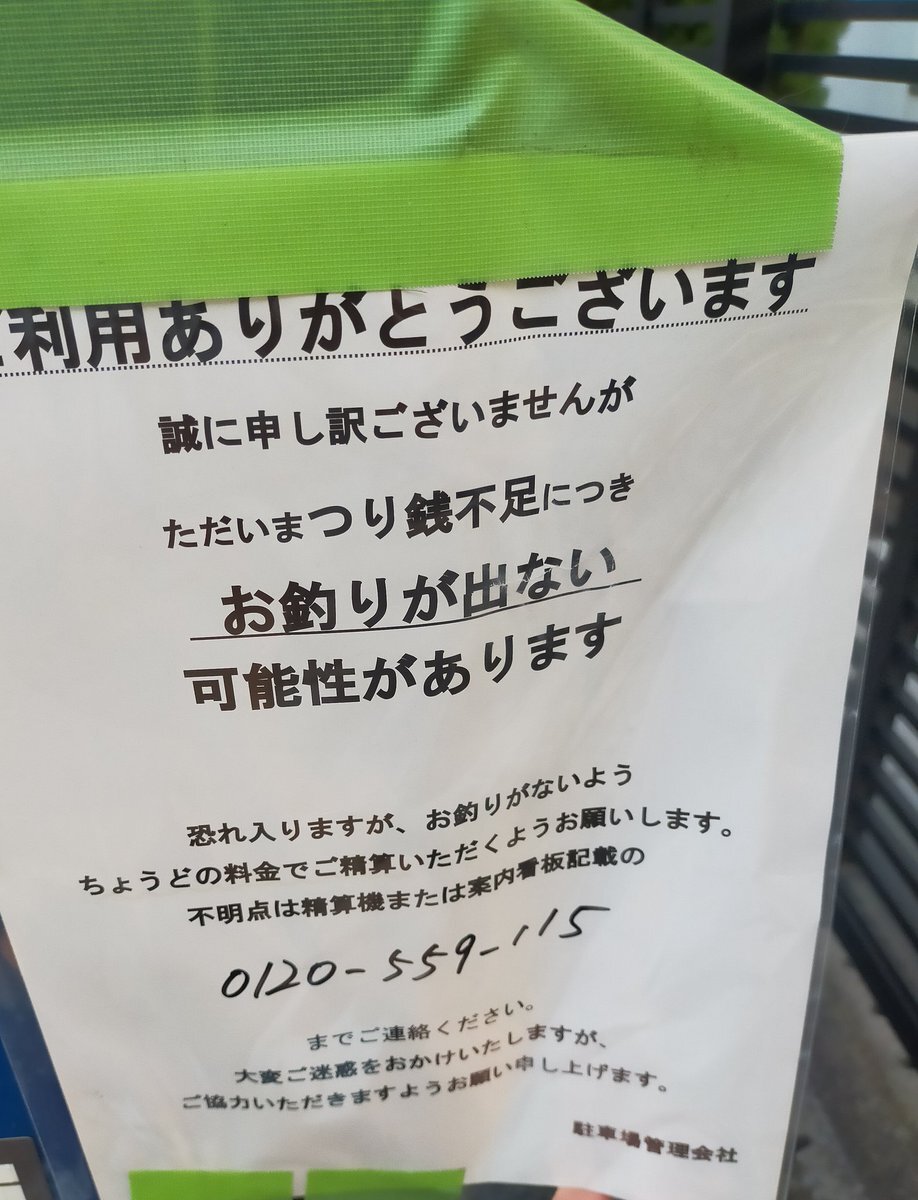 ご利用ありがとうございます
誠に申し訳ございませんが
ただいまつり銭不足につき
お釣りが出ない
可能性があります
恐れ入りますが、お釣りがないよう
ちょうどの料金でご精算いただくようお願いします。
不明点は精算機または案内看板記載の
0120-559-115
までご連絡ください。
大変ご迷惑をおかけいたしますが、
ご協力いただきますようお願い申し上げます。
駐車場管理会社